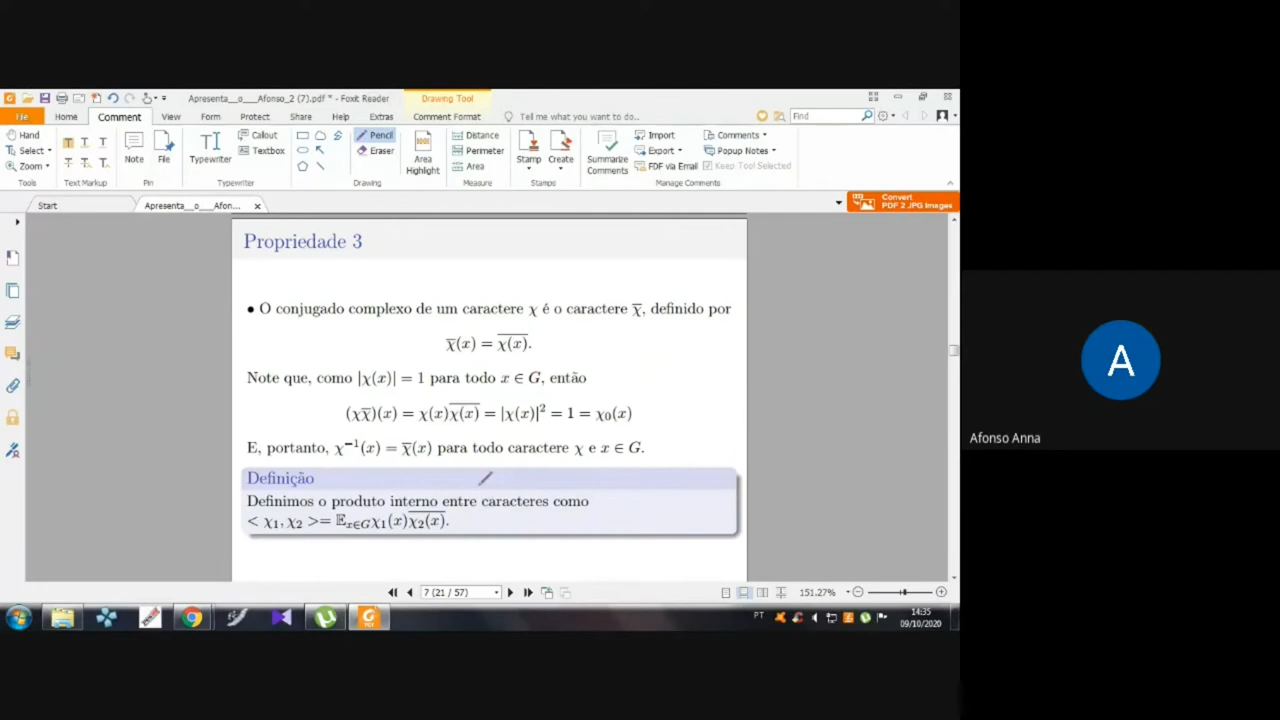 Apresenta__o___Afonso_2 (7).pdf * - Foxit Reader
Drawing Tool
File Home Comment View Form Protect Share Help Extras Comment Format Tell me what you want to do... Find
Hand
Select
Zoom
Tools
Text Markup
Note
File
Pin
Typewriter
Callout
Textbox
Typewriter
Pencil
Eraser
Drawing
Area Highlight
Distance
Perimeter
Area
Measure
Stamp
Create
Stamps
Summarize Comments
Import
Export
FDF via Email
Comments
Popup Notes
Keep Tool Selected
Manage Comments
Start
Apresenta__o___Afon...
Convert
PDF 2 JPG Images
Propriedade 3
• O conjugado complexo de um caractere χ é o caractere χ̅, definido por
χ̅(x) = \overline{χ(x)}.
Note que, como |χ(x)| = 1 para todo x ∈ G, então
(χχ̅)(x) = χ(x)\overline{χ(x)} = |χ(x)|² = 1 = χ₀(x)
E, portanto, χ⁻¹(x) = χ̅(x) para todo caractere χ e x ∈ G.
Definição
Definimos o produto interno entre caracteres como
< χ₁, χ₂ >= 𝔼ₓ∈G χ₁(x)\overline{χ₂(x)}.
7 (21 / 57)
151.27%
PT
14:35
09/10/2020
A
Afonso Anna